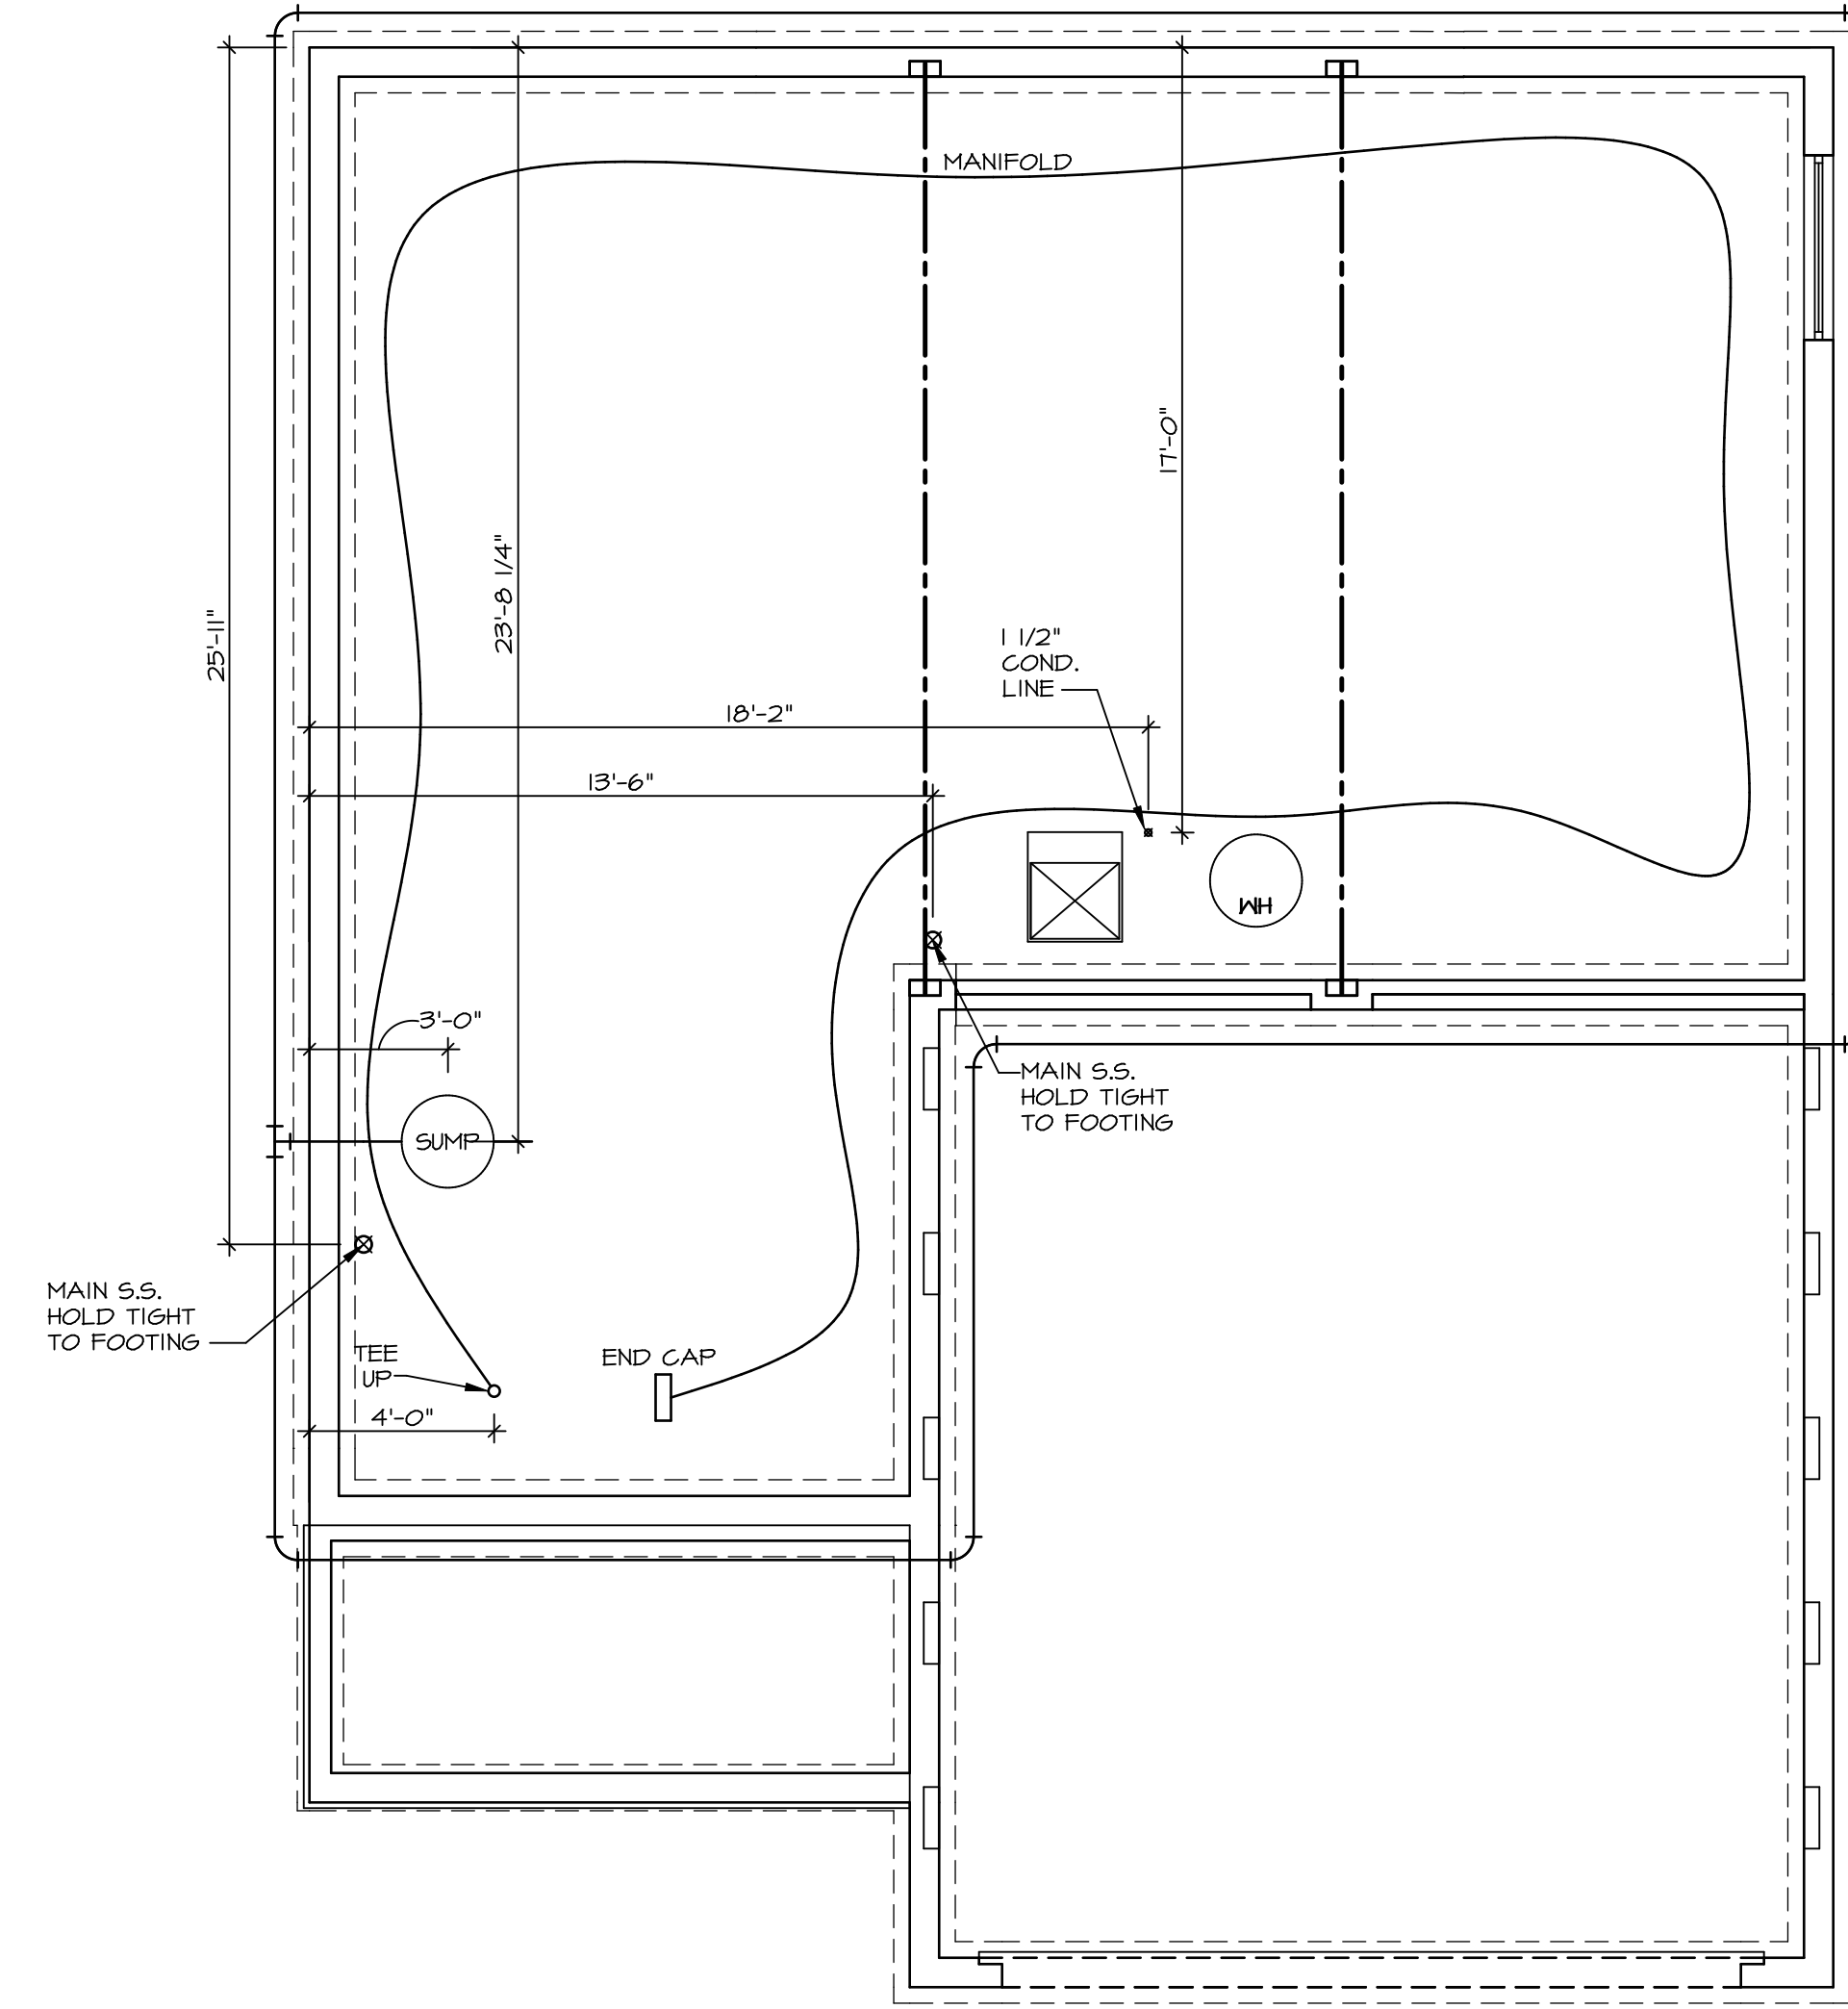 MANIFOLD
17'-0"
23'-8 1/4"
25'-11"
1 1/2"
COND.
LINE
18'-2"
13'-6"
WH
3'-0"
SUMP
MAIN S.S.
HOLD TIGHT
TO FOOTING
MAIN S.S.
HOLD TIGHT
TO FOOTING
TEE
UP
END CAP
4'-0"